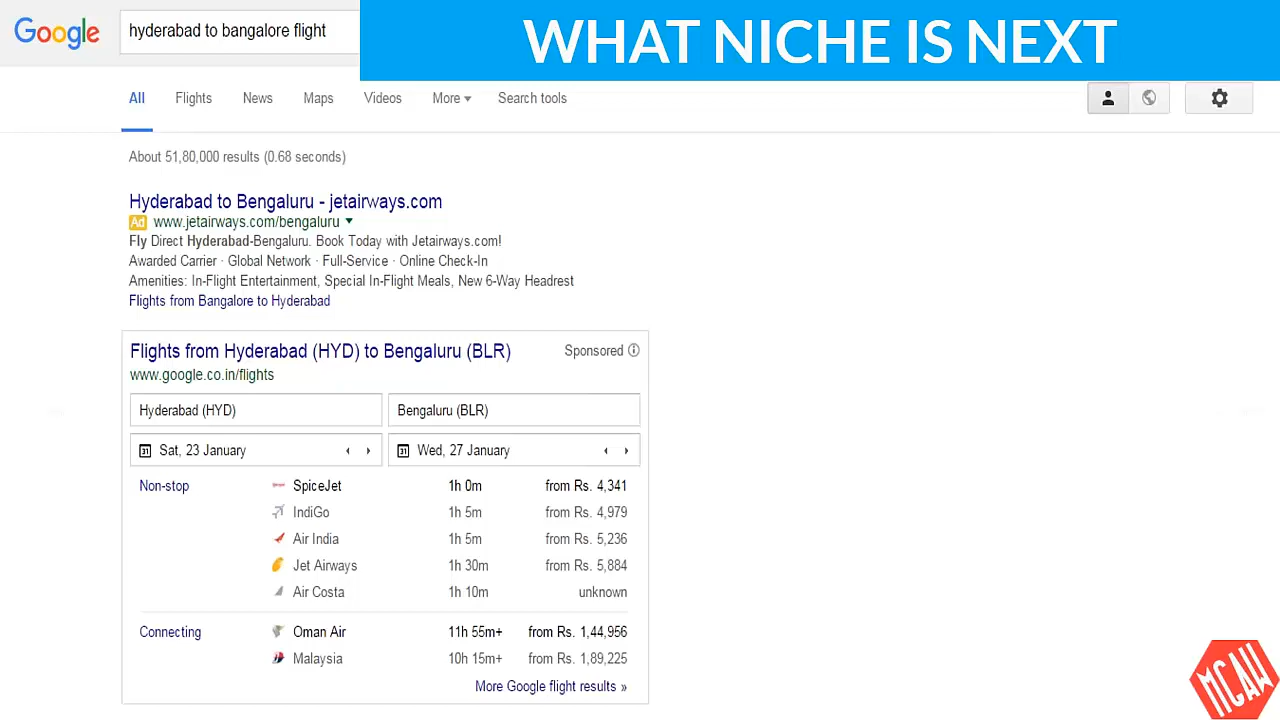 Google
hyderabad to bangalore flight
WHAT NICHE IS NEXT
All Flights News Maps Videos More Search tools
About 51,80,000 results (0.68 seconds)
Hyderabad to Bengaluru - jetairways.com
Ad www.jetairways.com/bengaluru
Fly Direct Hyderabad-Bengaluru. Book Today with Jetairways.com!
Awarded Carrier · Global Network · Full-Service · Online Check-In
Amenities: In-Flight Entertainment, Special In-Flight Meals, New 6-Way Headrest
Flights from Bangalore to Hyderabad
Flights from Hyderabad (HYD) to Bengaluru (BLR) Sponsored
www.google.co.in/flights
Hyderabad (HYD) Bengaluru (BLR)
31 Sat, 23 January 31 Wed, 27 January
Non-stop SpiceJet 1h 0m from Rs. 4,341
IndiGo 1h 5m from Rs. 4,979
Air India 1h 5m from Rs. 5,236
Jet Airways 1h 30m from Rs. 5,884
Air Costa 1h 10m unknown
Connecting Oman Air 11h 55m+ from Rs. 1,44,956
Malaysia 10h 15m+ from Rs. 1,89,225
More Google flight results »
MCAW